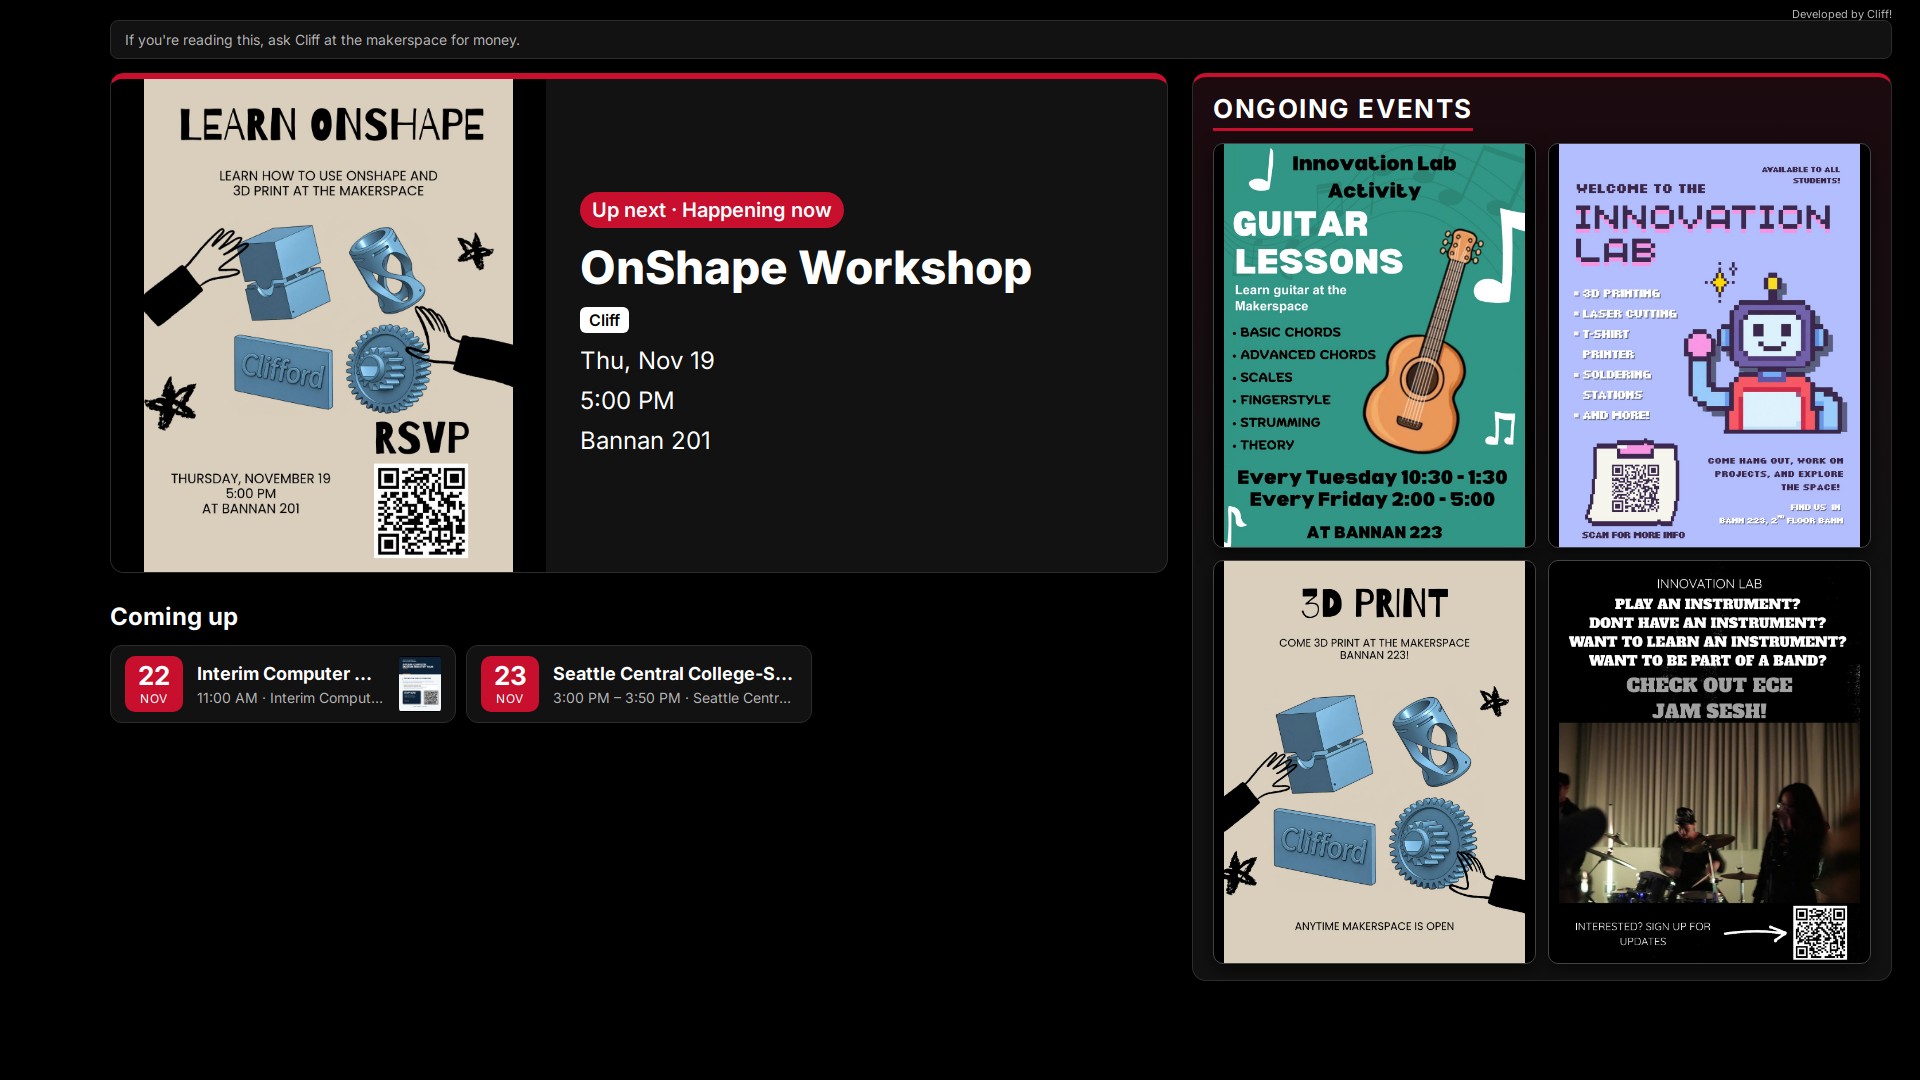 Developed by Cliff!
If you're reading this, ask Cliff at the makerspace for money.
LEARN ONSHAPE
LEARN HOW TO USE ONSHAPE AND
3D PRINT AT THE MAKERSPACE
Clifford
RSVP
THURSDAY, NOVEMBER 19
5:00 PM
AT BANNAN 201
Up next · Happening now
OnShape Workshop
Cliff
Thu, Nov 19
5:00 PM
Bannan 201
Coming up
22
NOV
Interim Computer ...
11:00 AM · Interim Comput...
23
NOV
Seattle Central College-S...
3:00 PM – 3:50 PM · Seattle Centr...
ONGOING EVENTS
Innovation Lab
Activity
GUITAR
LESSONS
Learn guitar at the
Makerspace
• BASIC CHORDS
• ADVANCED CHORDS
• SCALES
• FINGERSTYLE
• STRUMMING
• THEORY
Every Tuesday 10:30 - 1:30
Every Friday 2:00 - 5:00
AT BANNAN 223
AVAILABLE TO ALL
STUDENTS!
WELCOME TO THE
INNOVATION
LAB
• 3D PRINTING
• LASER CUTTING
• T-SHIRT
PRINTER
• SOLDERING
STATIONS
• AND MORE!
COME HANG OUT, WORK ON
PROJECTS, AND EXPLORE
THE SPACE!
FIND US IN
BANN 223, 2ND FLOOR BANN
SCAN FOR MORE INFO
3D PRINT
COME 3D PRINT AT THE MAKERSPACE
BANNAN 223!
Clifford
ANYTIME MAKERSPACE IS OPEN
INNOVATION LAB
PLAY AN INSTRUMENT?
DONT HAVE AN INSTRUMENT?
WANT TO LEARN AN INSTRUMENT?
WANT TO BE PART OF A BAND?
CHECK OUT ECE
JAM SESH!
INTERESTED? SIGN UP FOR
UPDATES